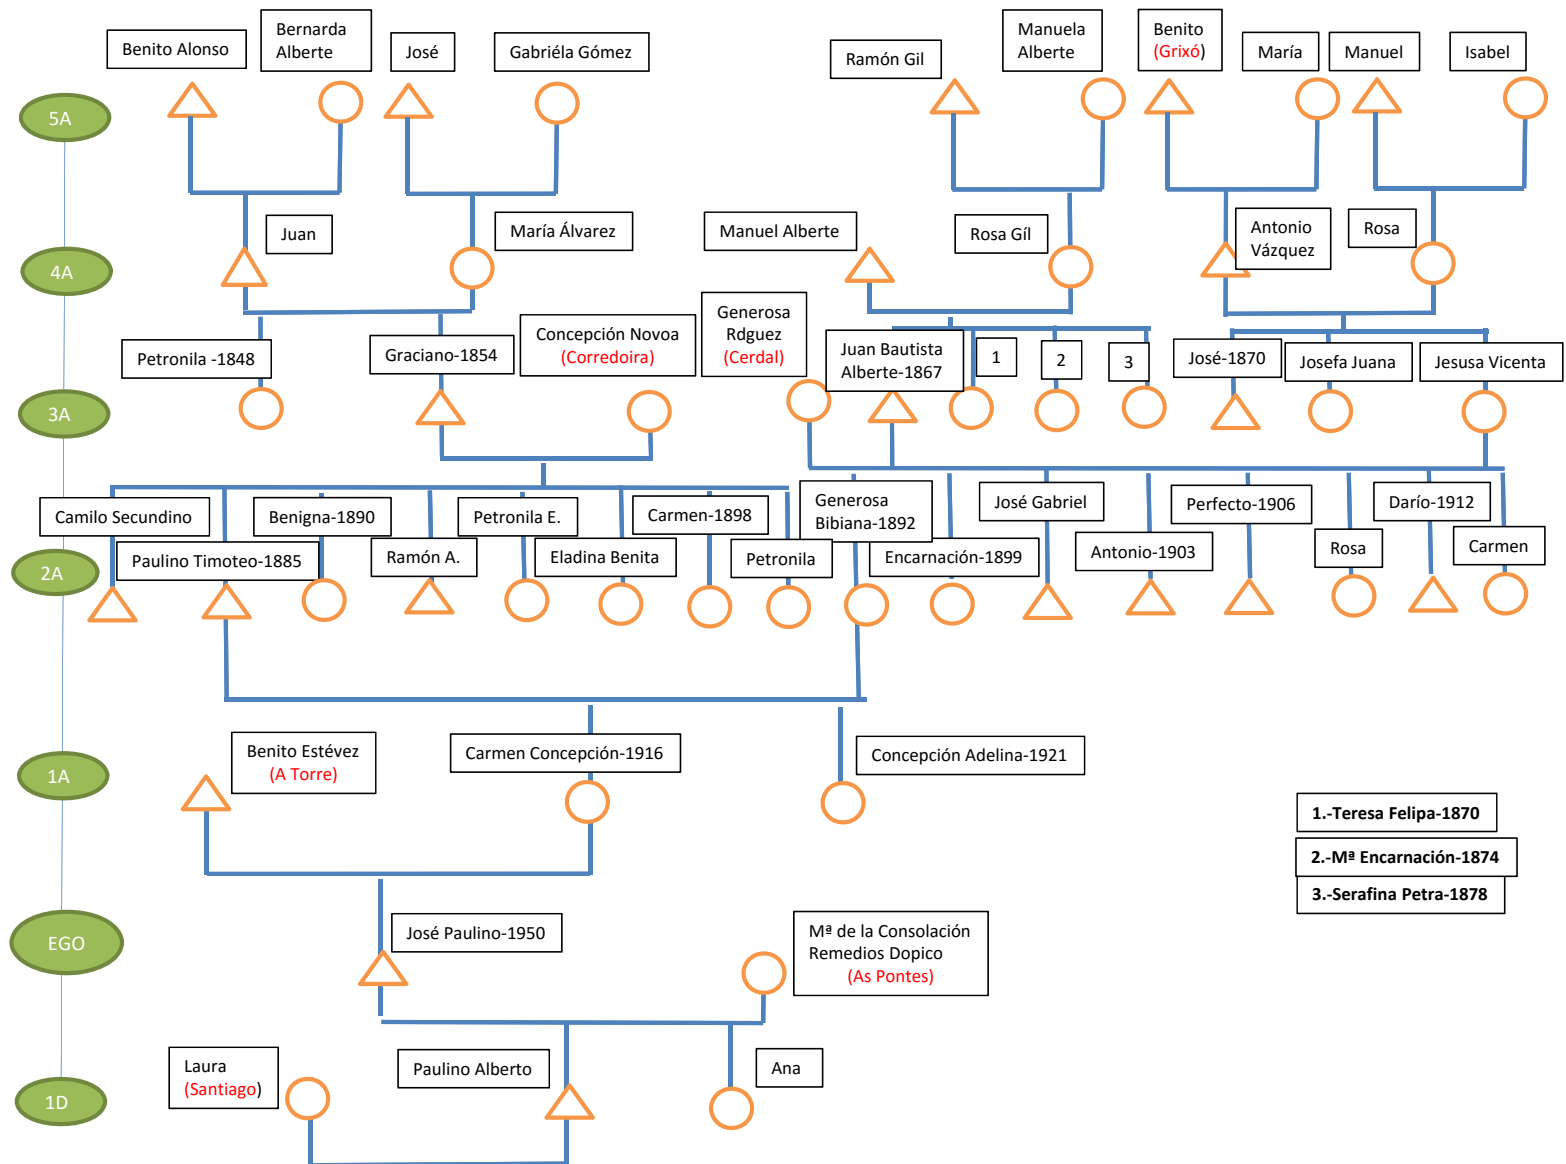 Benito Alonso
Bernarda
Alberte
José
Gabriéla Gómez
Ramón Gil
Manuela
Alberte
Benito
(Grixó)
María
Manuel
Isabel
5A
Juan
María Álvarez
Manuel Alberte
Rosa Gíl
Antonio
Vázquez
Rosa
4A
Petronila -1848
Graciano-1854
Concepción Novoa
(Corredoira)
Generosa
Rdguez
(Cerdal)
Juan Bautista
Alberte-1867
1
2
3
José-1870
Josefa Juana
Jesusa Vicenta
3A
Camilo Secundino
Paulino Timoteo-1885
Benigna-1890
Ramón A.
Petronila E.
Eladina Benita
Carmen-1898
Petronila
Generosa
Bibiana-1892
Encarnación-1899
José Gabriel
Antonio-1903
Perfecto-1906
Rosa
Darío-1912
Carmen
2A
Benito Estévez
(A Torre)
Carmen Concepción-1916
Concepción Adelina-1921
1A
1.-Teresa Felipa-1870
2.-Mª Encarnación-1874
3.-Serafina Petra-1878
EGO
José Paulino-1950
Mª de la Consolación
Remedios Dopico
(As Pontes)
Laura
(Santiago)
Paulino Alberto
Ana
1D